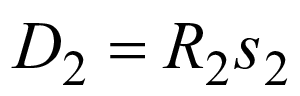 D₂ = R₂s₂